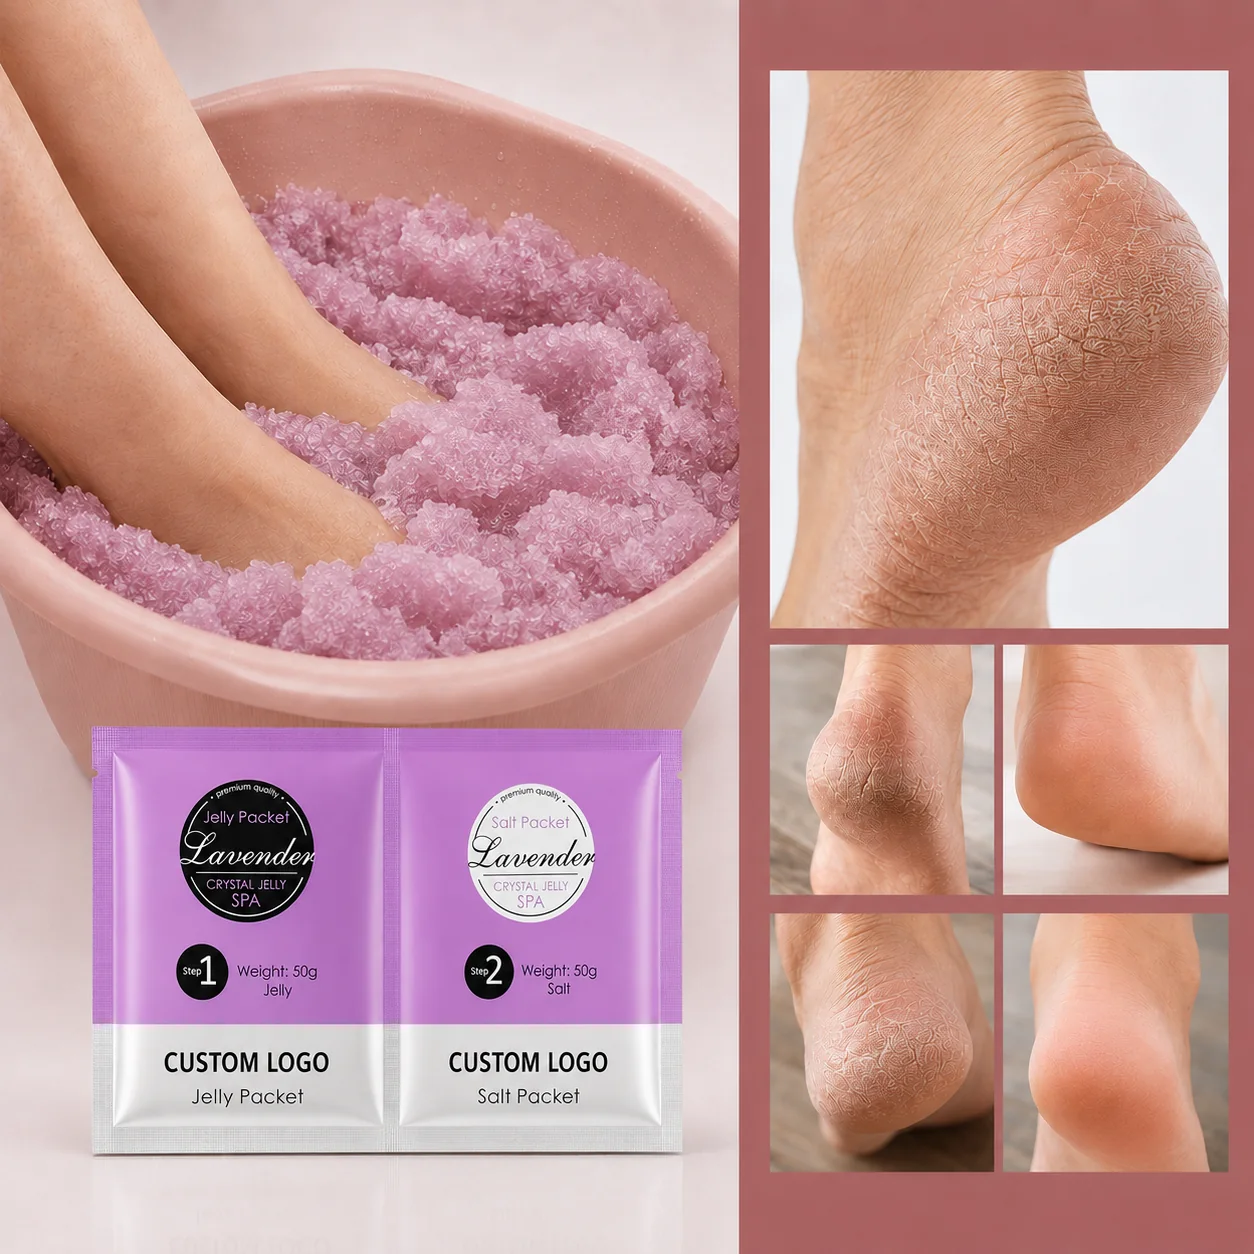 premium quality
Jelly Packet
Lavender
CRYSTAL JELLY
SPA
Step 1
Weight: 50g
Jelly
CUSTOM LOGO
Jelly Packet
premium quality
Salt Packet
Lavender
CRYSTAL JELLY
SPA
Step 2
Weight: 50g
Salt
CUSTOM LOGO
Salt Packet